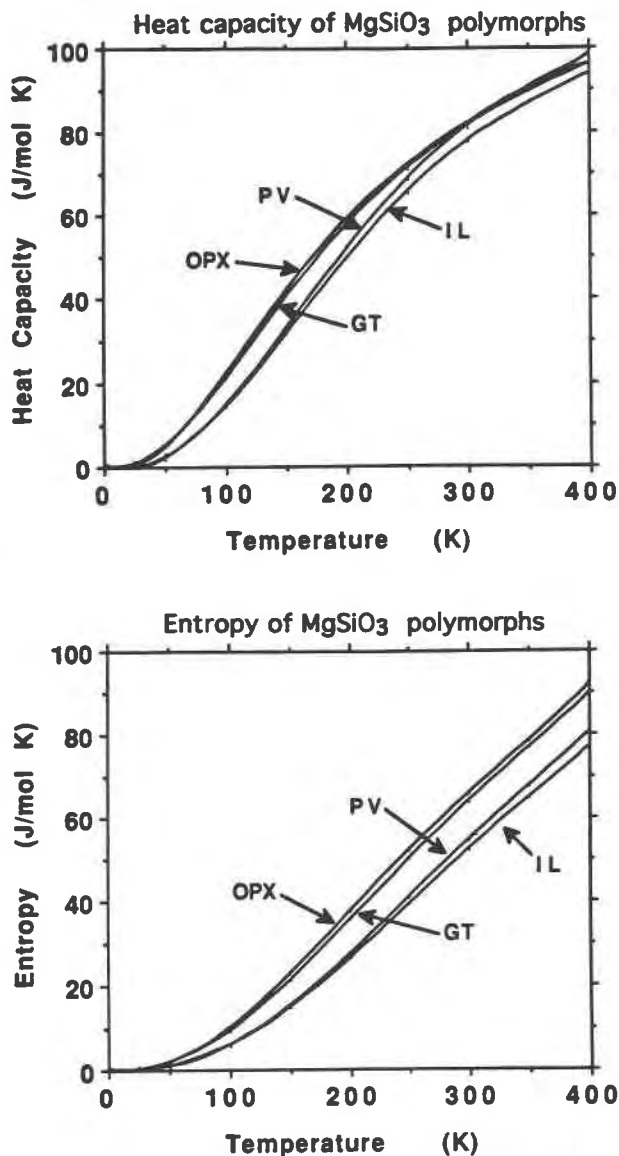 Heat capacity of MgSiO3 polymorphs
Heat Capacity (J/mol K)
100
80
60
40
20
0
PV
IL
OPX
GT
0 100 200 300 400
Temperature (K)
Entropy of MgSiO3 polymorphs
Entropy (J/mol K)
100
80
60
40
20
0
PV
IL
OPX
GT
0 100 200 300 400
Temperature (K)